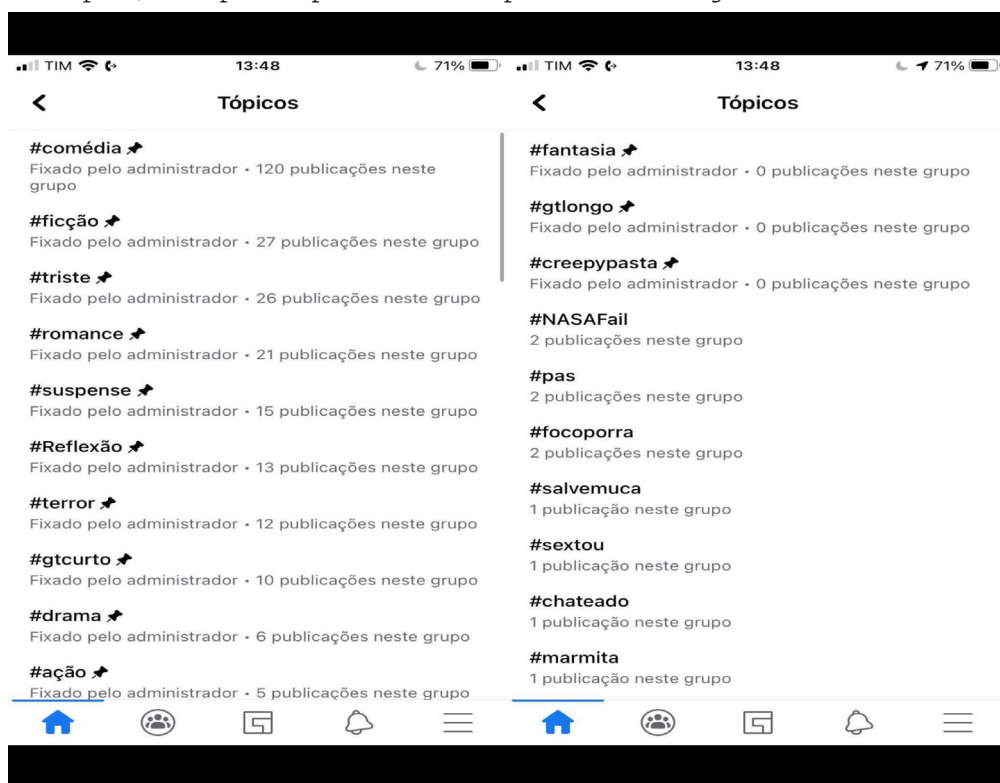 TIM
13:48
71%
Tópicos
#comédia
Fixado pelo administrador · 120 publicações neste
grupo
#ficção
Fixado pelo administrador · 27 publicações neste grupo
#triste
Fixado pelo administrador · 26 publicações neste grupo
#romance
Fixado pelo administrador · 21 publicações neste grupo
#suspense
Fixado pelo administrador · 15 publicações neste grupo
#Reflexão
Fixado pelo administrador · 13 publicações neste grupo
#terror
Fixado pelo administrador · 12 publicações neste grupo
#gtcurto
Fixado pelo administrador · 10 publicações neste grupo
#drama
Fixado pelo administrador · 6 publicações neste grupo
#ação
Fixado pelo administrador · 5 publicações neste grupo
TIM
13:48
71%
Tópicos
#fantasia
Fixado pelo administrador · 0 publicações neste grupo
#gtlongo
Fixado pelo administrador · 0 publicações neste grupo
#creepypasta
Fixado pelo administrador · 0 publicações neste grupo
#NASAFail
2 publicações neste grupo
#pas
2 publicações neste grupo
#focoporra
2 publicações neste grupo
#salvemuca
1 publicação neste grupo
#sextou
1 publicação neste grupo
#chateado
1 publicação neste grupo
#marmita
1 publicação neste grupo